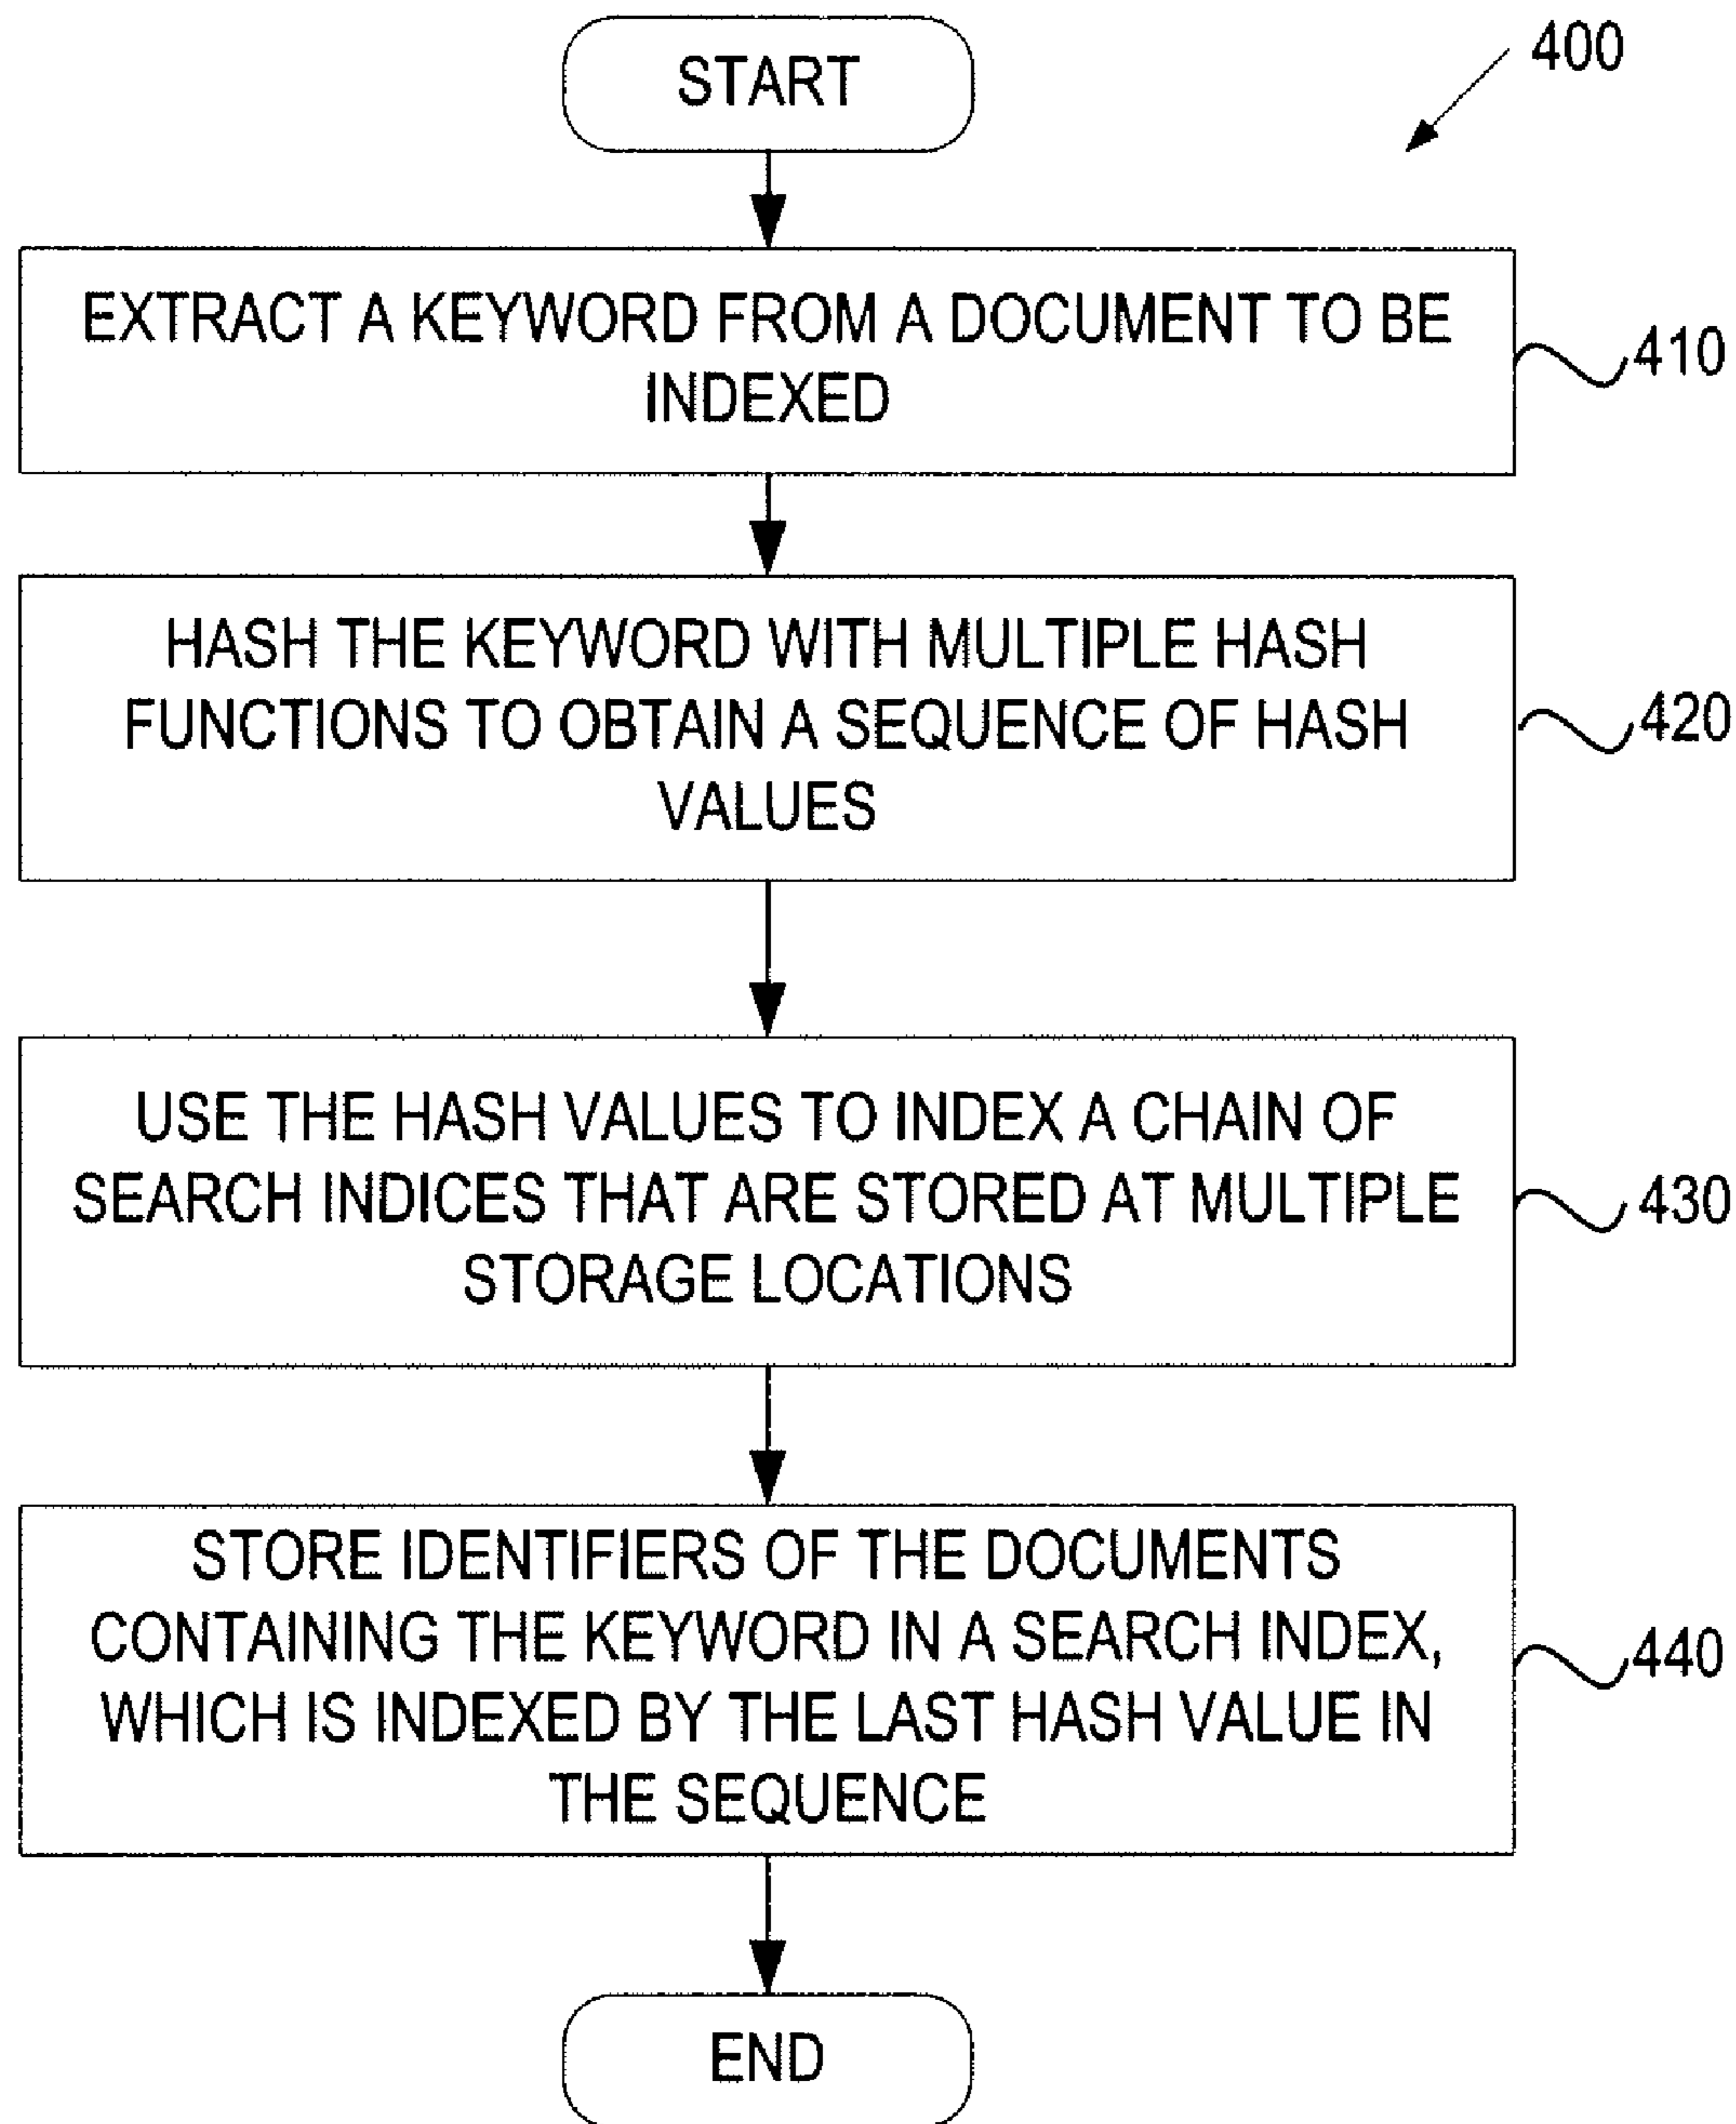 START
400
EXTRACT A KEYWORD FROM A DOCUMENT TO BE
INDEXED
410
HASH THE KEYWORD WITH MULTIPLE HASH
FUNCTIONS TO OBTAIN A SEQUENCE OF HASH
VALUES
420
USE THE HASH VALUES TO INDEX A CHAIN OF
SEARCH INDICES THAT ARE STORED AT MULTIPLE
STORAGE LOCATIONS
430
STORE IDENTIFIERS OF THE DOCUMENTS
CONTAINING THE KEYWORD IN A SEARCH INDEX,
WHICH IS INDEXED BY THE LAST HASH VALUE IN
THE SEQUENCE
440
END